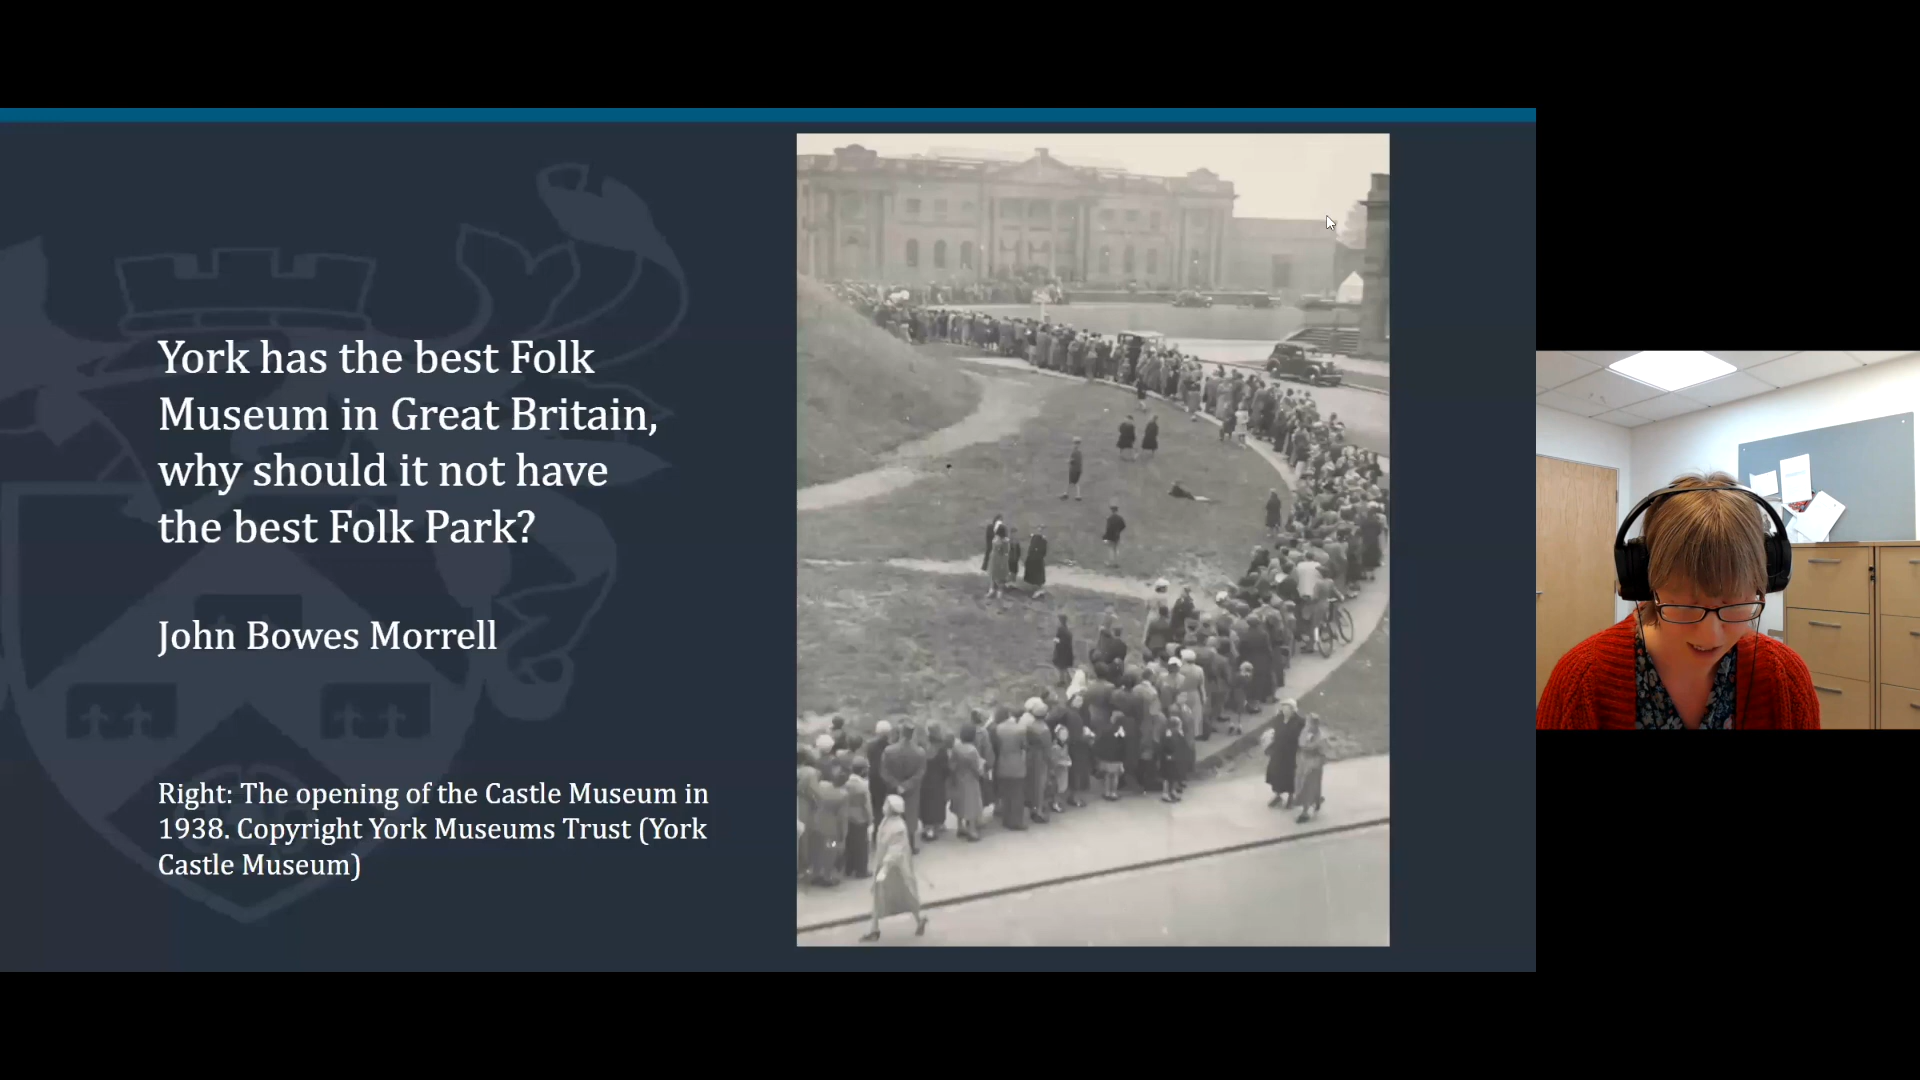 York has the best Folk
Museum in Great Britain,
why should it not have
the best Folk Park?
John Bowes Morrell
Right: The opening of the Castle Museum in
1938. Copyright York Museums Trust (York
Castle Museum)